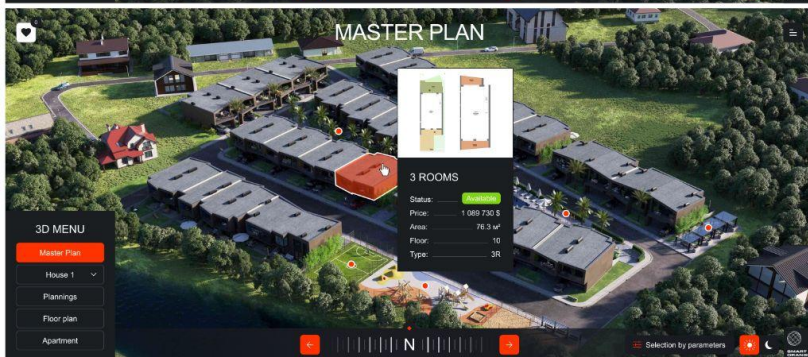 MASTER PLAN
3 ROOMS
Status: Available
Price: 1 089 730 $
Area: 76.3 м²
Floor: 10
Type: 3R
3D MENU
Master Plan
House 1
Plannings
Floor plan
Apartment
N
Selection by parameters
SMART